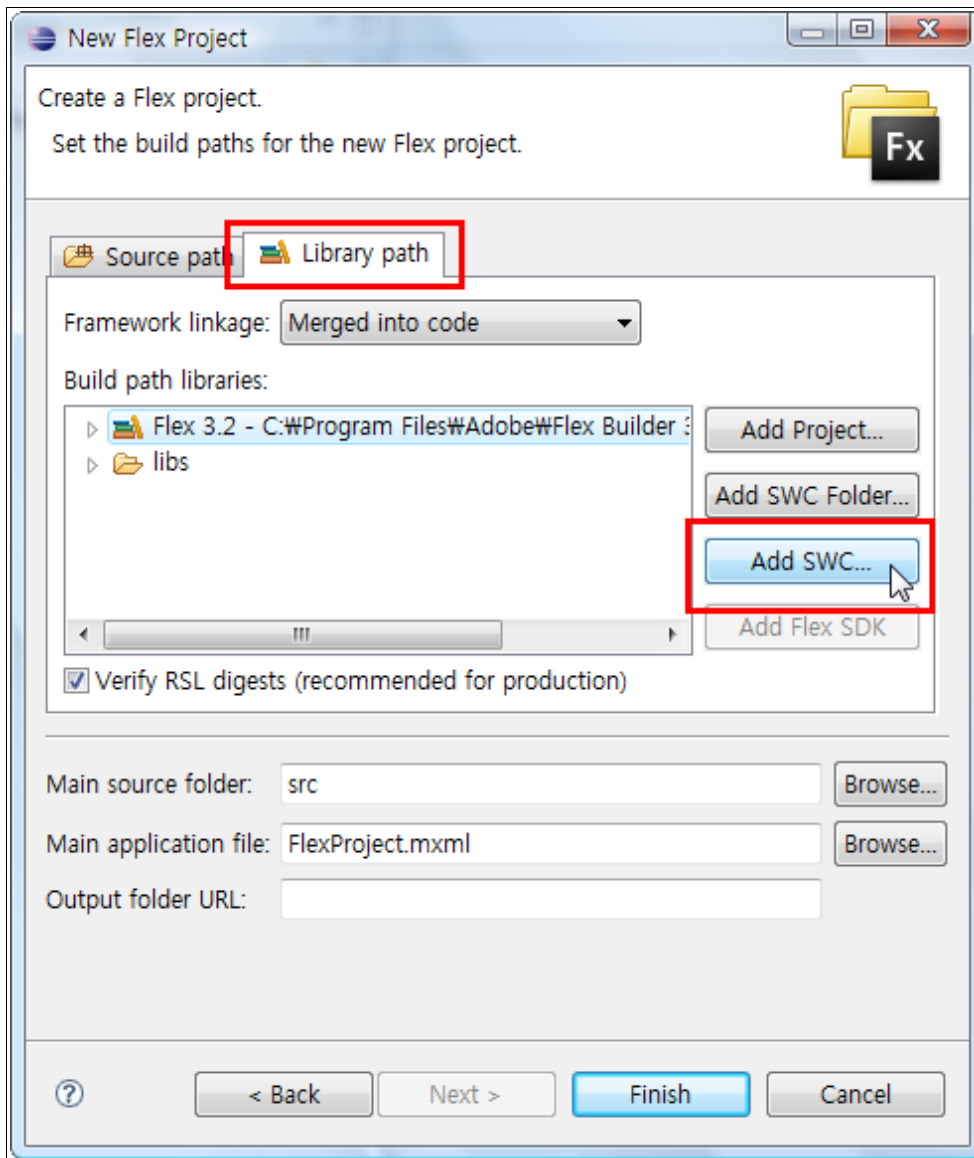 New Flex Project
Create a Flex project.
Set the build paths for the new Flex project.
Fx
Source path
Library path
Framework linkage: Merged into code
Build path libraries:
Flex 3.2 - C:₩Program Files₩Adobe₩Flex Builder 3
libs
Add Project...
Add SWC Folder...
Add SWC...
Add Flex SDK
Verify RSL digests (recommended for production)
Main source folder: src Browse...
Main application file: FlexProject.mxml Browse...
Output folder URL:
? < Back Next > Finish Cancel